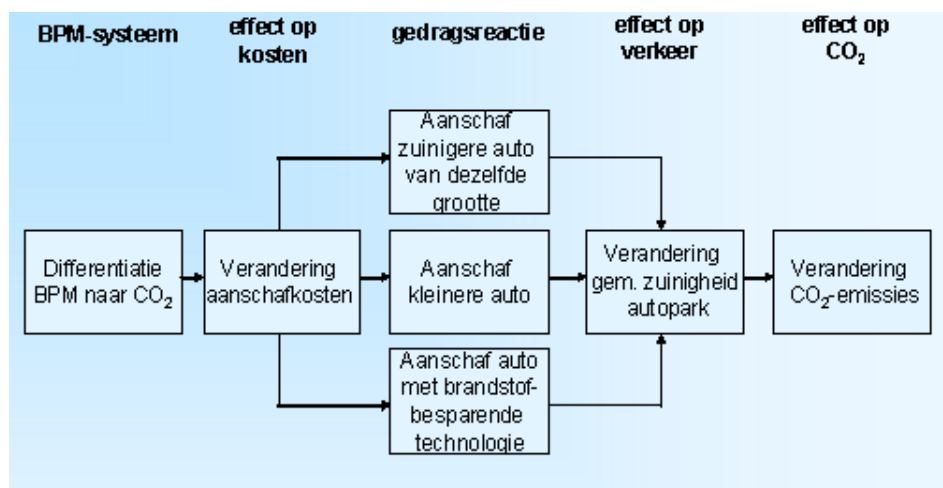 BPM-systeem
effect op
kosten
gedragsreactie
effect op
verkeer
effect op
CO₂
Aanschaf
zuinigere auto
van dezelfde
grootte
Differentiatie
BPM naar CO₂
Verandering
aanschafkosten
Aanschaf
kleinere auto
Verandering
gem. zuinigheid
autopark
Verandering
CO₂-emissies
Aanschaf auto
met brandstof-
besparende
technologie